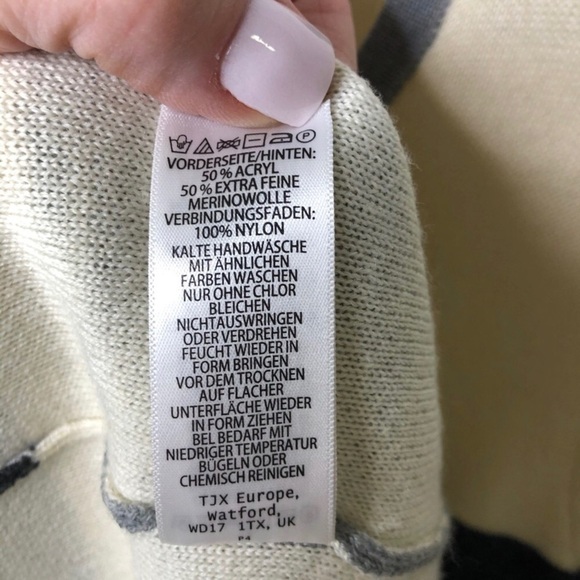 VORDERSEITE/HINTEN:
50 % ACRYL
50 % EXTRA FEINE
MERINOWOLLE
VERBINDUNGSFADEN:
100% NYLON
KALTE HANDWÄSCHE
MIT ÄHNLICHEN
FARBEN WASCHEN
NUR OHNE CHLOR
BLEICHEN
NICHTAUSWRINGEN
ODER VERDREHEN
FEUCHT WIEDER IN
FORM BRINGEN
VOR DEM TROCKNEN
AUF FLACHER
UNTERFLÄCHE WIEDER
IN FORM ZIEHEN
BEL BEDARF MIT
NIEDRIGER TEMPERATUR
BÜGELN ODER
CHEMISCH REINIGEN
TJX Europe,
Watford,
WD17 1TX, UK
P4